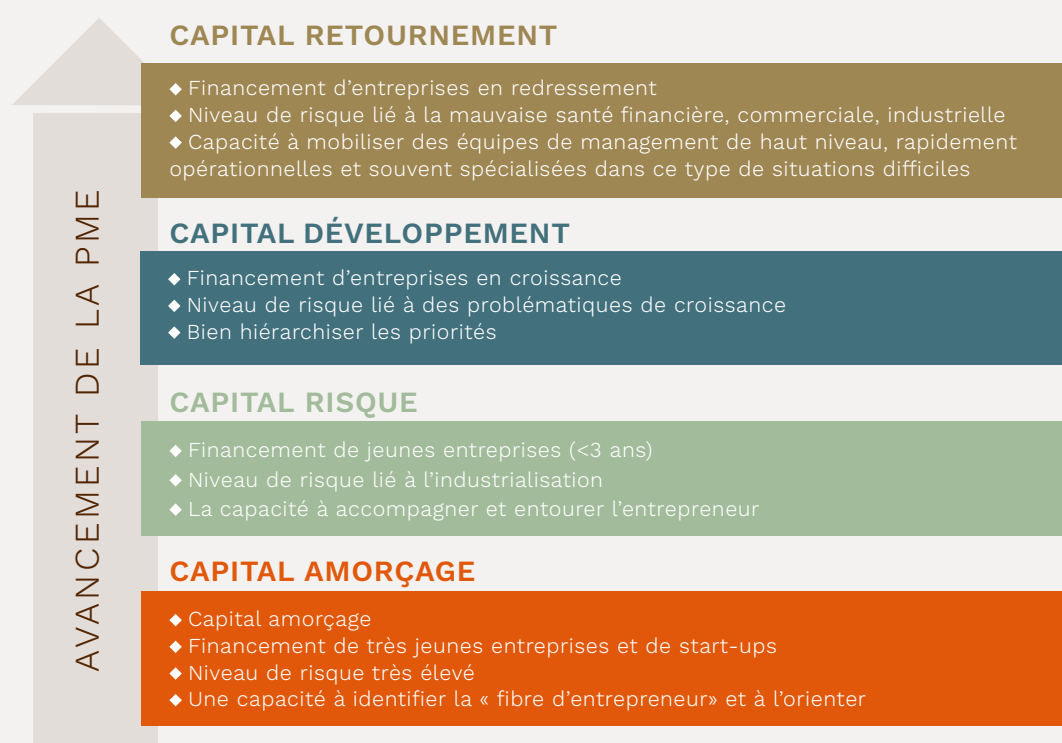 CAPITAL RETOURNEMENT
◆ Financement d’entreprises en redressement
◆ Niveau de risque lié à la mauvaise santé financière, commerciale, industrielle
◆ Capacité à mobiliser des équipes de management de haut niveau, rapidement
opérationnelles et souvent spécialisées dans ce type de situations difficiles
CAPITAL DÉVELOPPEMENT
◆ Financement d’entreprises en croissance
◆ Niveau de risque lié à des problématiques de croissance
◆ Bien hiérarchiser les priorités
CAPITAL RISQUE
◆ Financement de jeunes entreprises (<3 ans)
◆ Niveau de risque lié à l’industrialisation
◆ La capacité à accompagner et entourer l’entrepreneur
CAPITAL AMORÇAGE
◆ Capital amorçage
◆ Financement de très jeunes entreprises et de start-ups
◆ Niveau de risque très élevé
◆ Une capacité à identifier la « fibre d’entrepreneur» et à l’orienter
AVANCEMENT DE LA PME